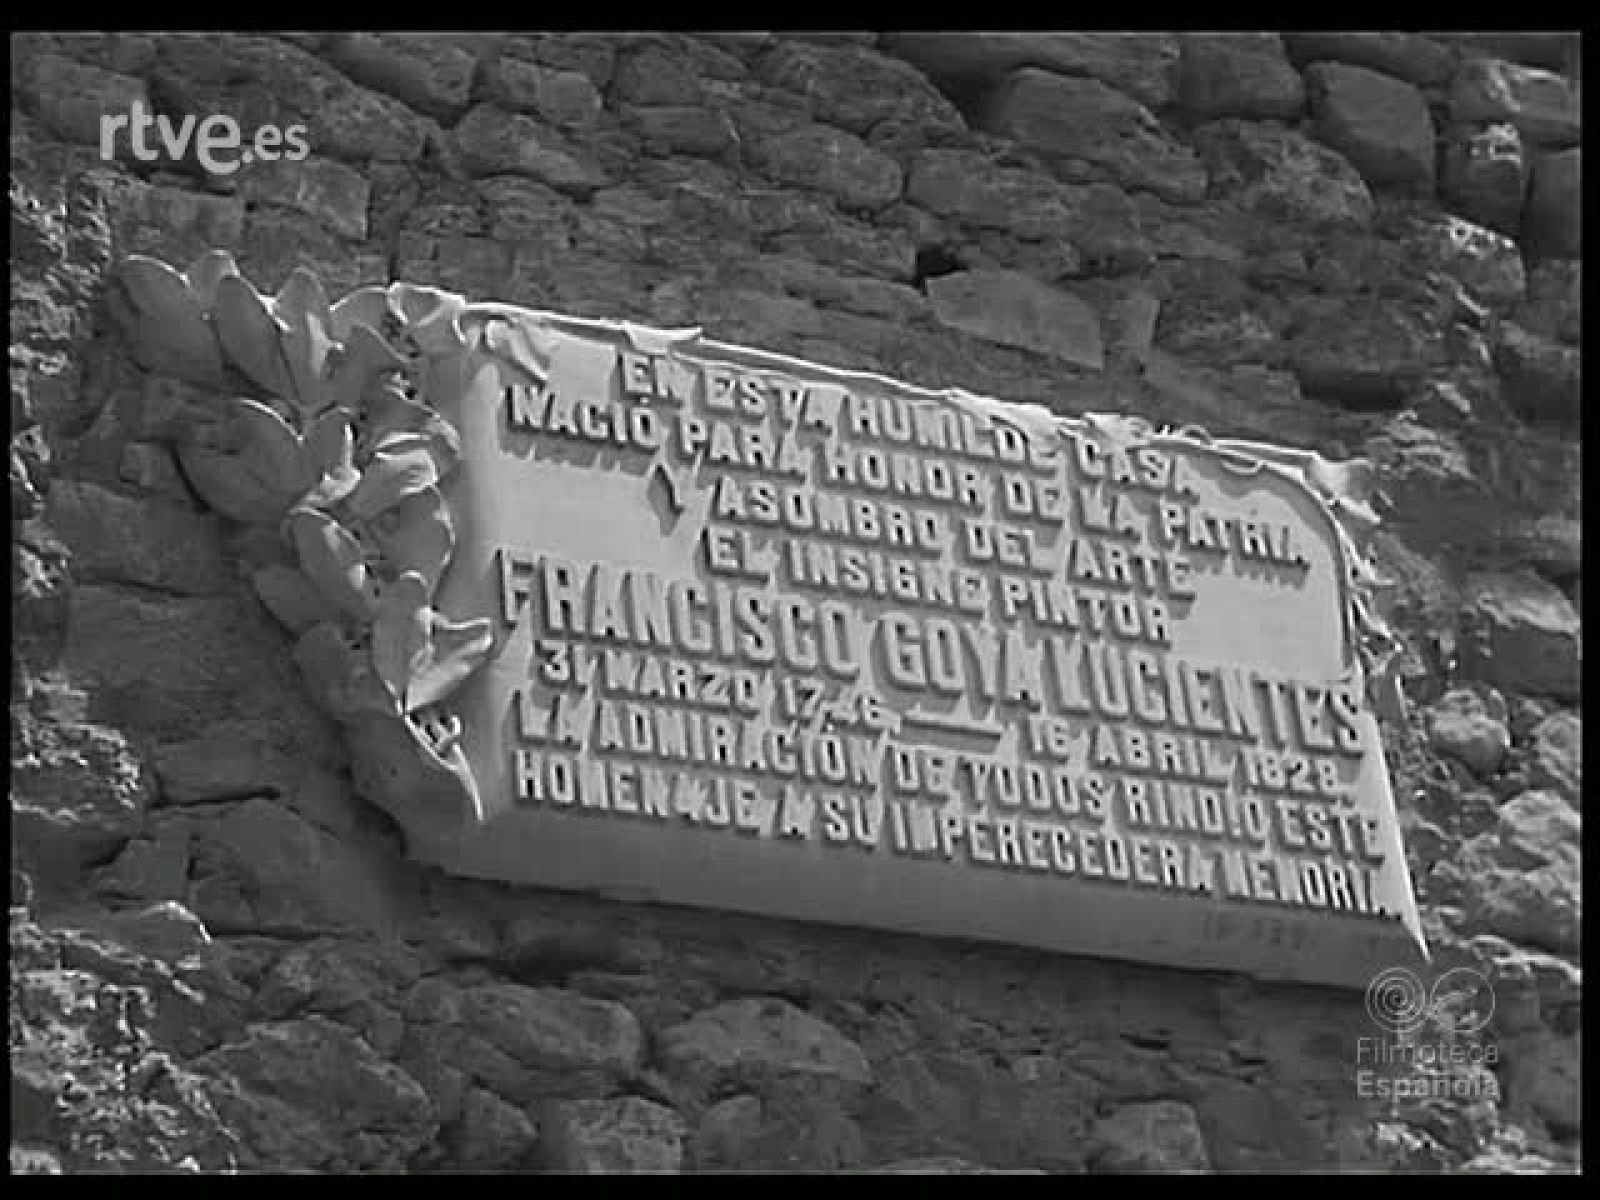 rtve.es
EN ESTA HUMILDE CASA
NACIÓ PARA HONOR DE LA PATRIA
Y ASOMBRO DEL ARTE
EL INSIGNE PINTOR
FRANCISCO GOYA LUCIENTES
31 MARZO 1746 — 16 ABRIL 1828
LA ADMIRACIÓN DE TODOS RINDIO ESTE
HOMENAJE A SU IMPERECEDERA MEMORIA.
Filmoteca
Española